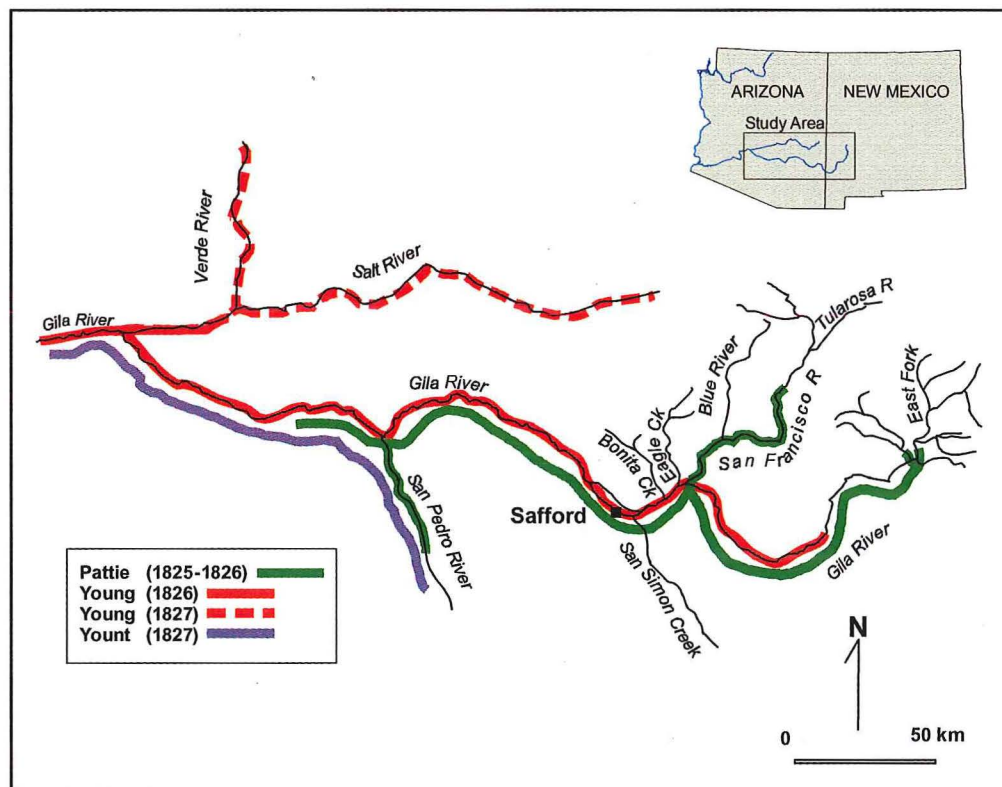 ARIZONA
NEW MEXICO
Study Area
Verde River
Salt River
Gila River
Gila River
Bonita Ck
Eagle Ck
Blue River
Tularosa R
San Francisco R
East Fork
Gila River
San Pedro River
Safford
San Simon Creek
Pattie (1825-1826)
Young (1826)
Young (1827)
Yount (1827)
N
0 50 km